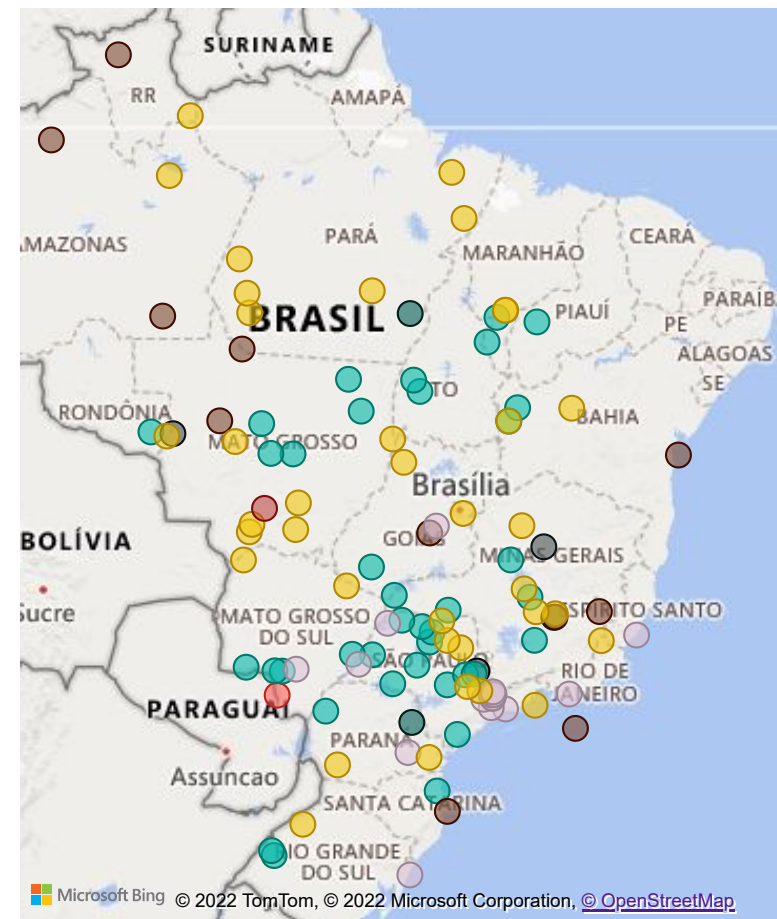 SURINAME
RR
AMAPÁ
AMAZONAS
PARÁ
MARANHÃO
CEARÁ
BRASIL
PIAUÍ
PARAÍB
PE
ALAGOAS
SE
TO
RONDÔNIA
MATO GROSSO
BAHIA
Brasília
BOLÍVIA
GOIÁS
MINAS GERAIS
Sucre
MATO GROSSO
DO SUL
ESPÍRITO SANTO
SÃO PAULO
RIO DE
JANEIRO
PARAGUAI
PARANÁ
Assuncao
SANTA CATARINA
RIO GRANDE
DO SUL
Microsoft Bing
© 2022 TomTom, © 2022 Microsoft Corporation, © OpenStreetMap